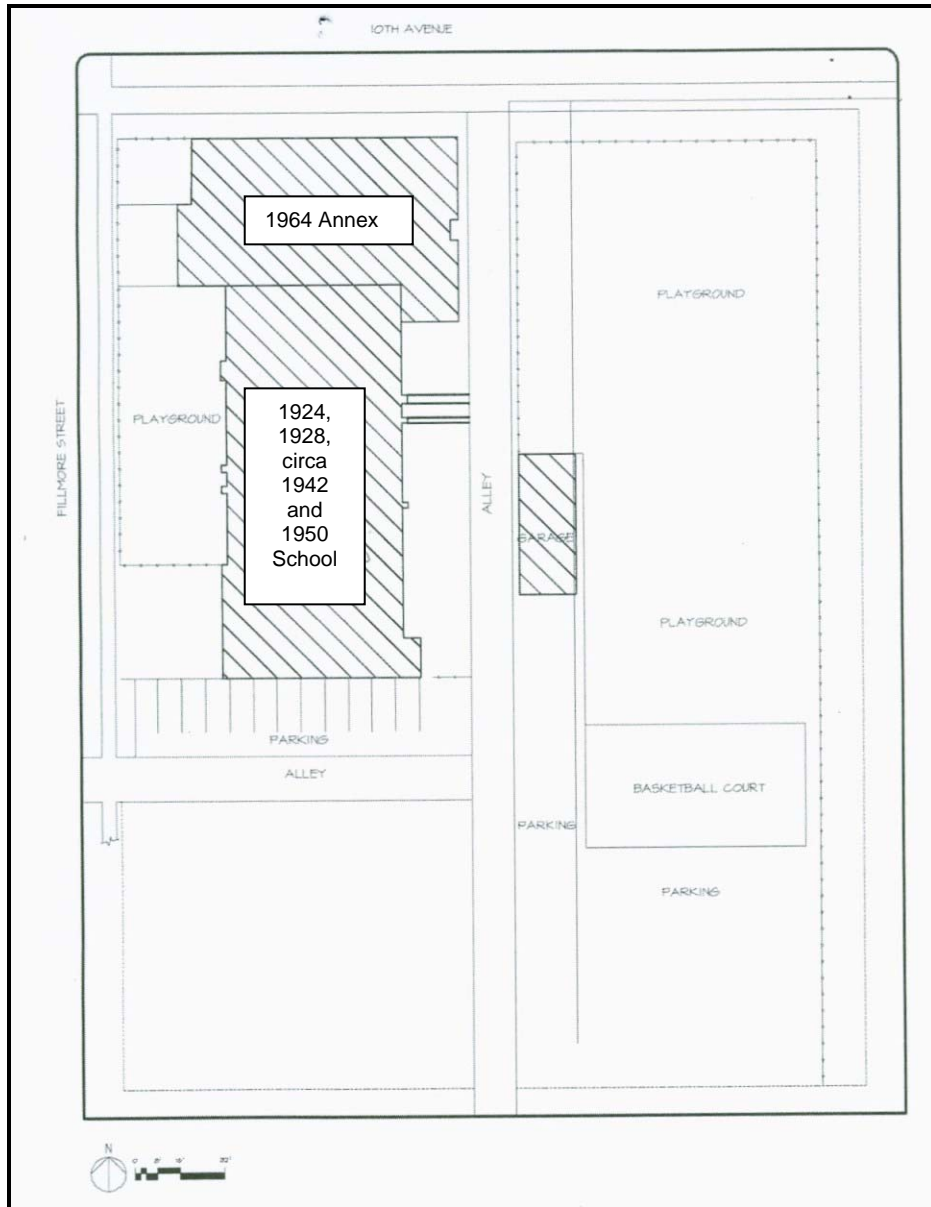 10TH AVENUE
1964 Annex
PLAYGROUND
FILLMORE STREET
PLAYGROUND
1924,
1928,
circa
1942
and
1950
School
ALLEY
GARAGE
PLAYGROUND
PARKING
ALLEY
BASKETBALL COURT
PARKING
PARKING
N